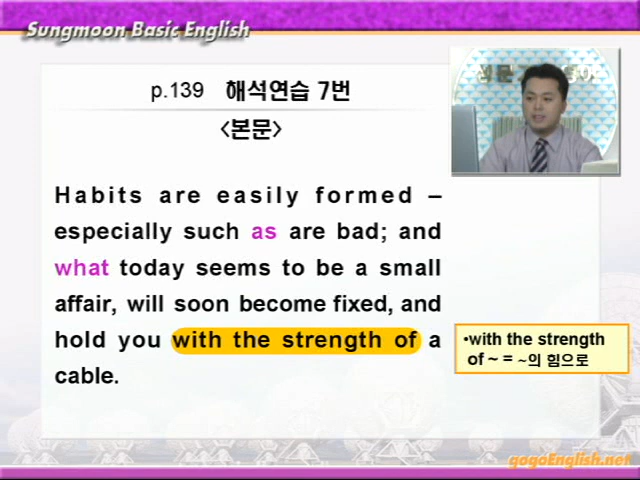 Sungmoon Basic English
p.139 해석연습 7번
<본문>
Habits are easily formed –
especially such as are bad; and
what today seems to be a small
affair, will soon become fixed, and
hold you with the strength of a
cable.
•with the strength
of ~ = ~의 힘으로
gogoEnglish.net